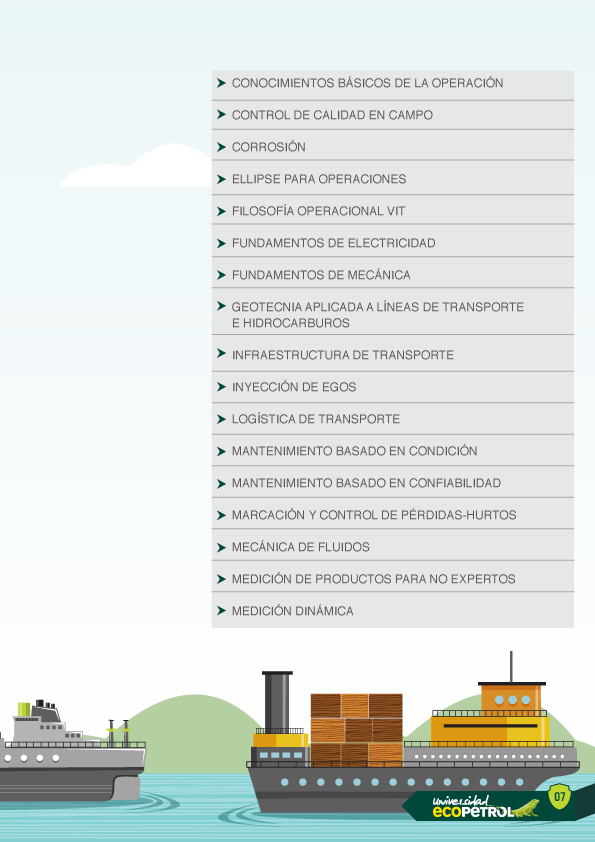 CONOCIMIENTOS BÁSICOS DE LA OPERACIÓN
CONTROL DE CALIDAD EN CAMPO
CORROSIÓN
ELLIPSE PARA OPERACIONES
FILOSOFÍA OPERACIONAL VIT
FUNDAMENTOS DE ELECTRICIDAD
FUNDAMENTOS DE MECÁNICA
GEOTECNIA APLICADA A LÍNEAS DE TRANSPORTE
E HIDROCARBUROS
INFRAESTRUCTURA DE TRANSPORTE
INYECCIÓN DE EGOS
LOGÍSTICA DE TRANSPORTE
MANTENIMIENTO BASADO EN CONDICIÓN
MANTENIMIENTO BASADO EN CONFIABILIDAD
MARCACIÓN Y CONTROL DE PÉRDIDAS-HURTOS
MECÁNICA DE FLUIDOS
MEDICIÓN DE PRODUCTOS PARA NO EXPERTOS
MEDICIÓN DINÁMICA
Universidad
ECOPETROL
07